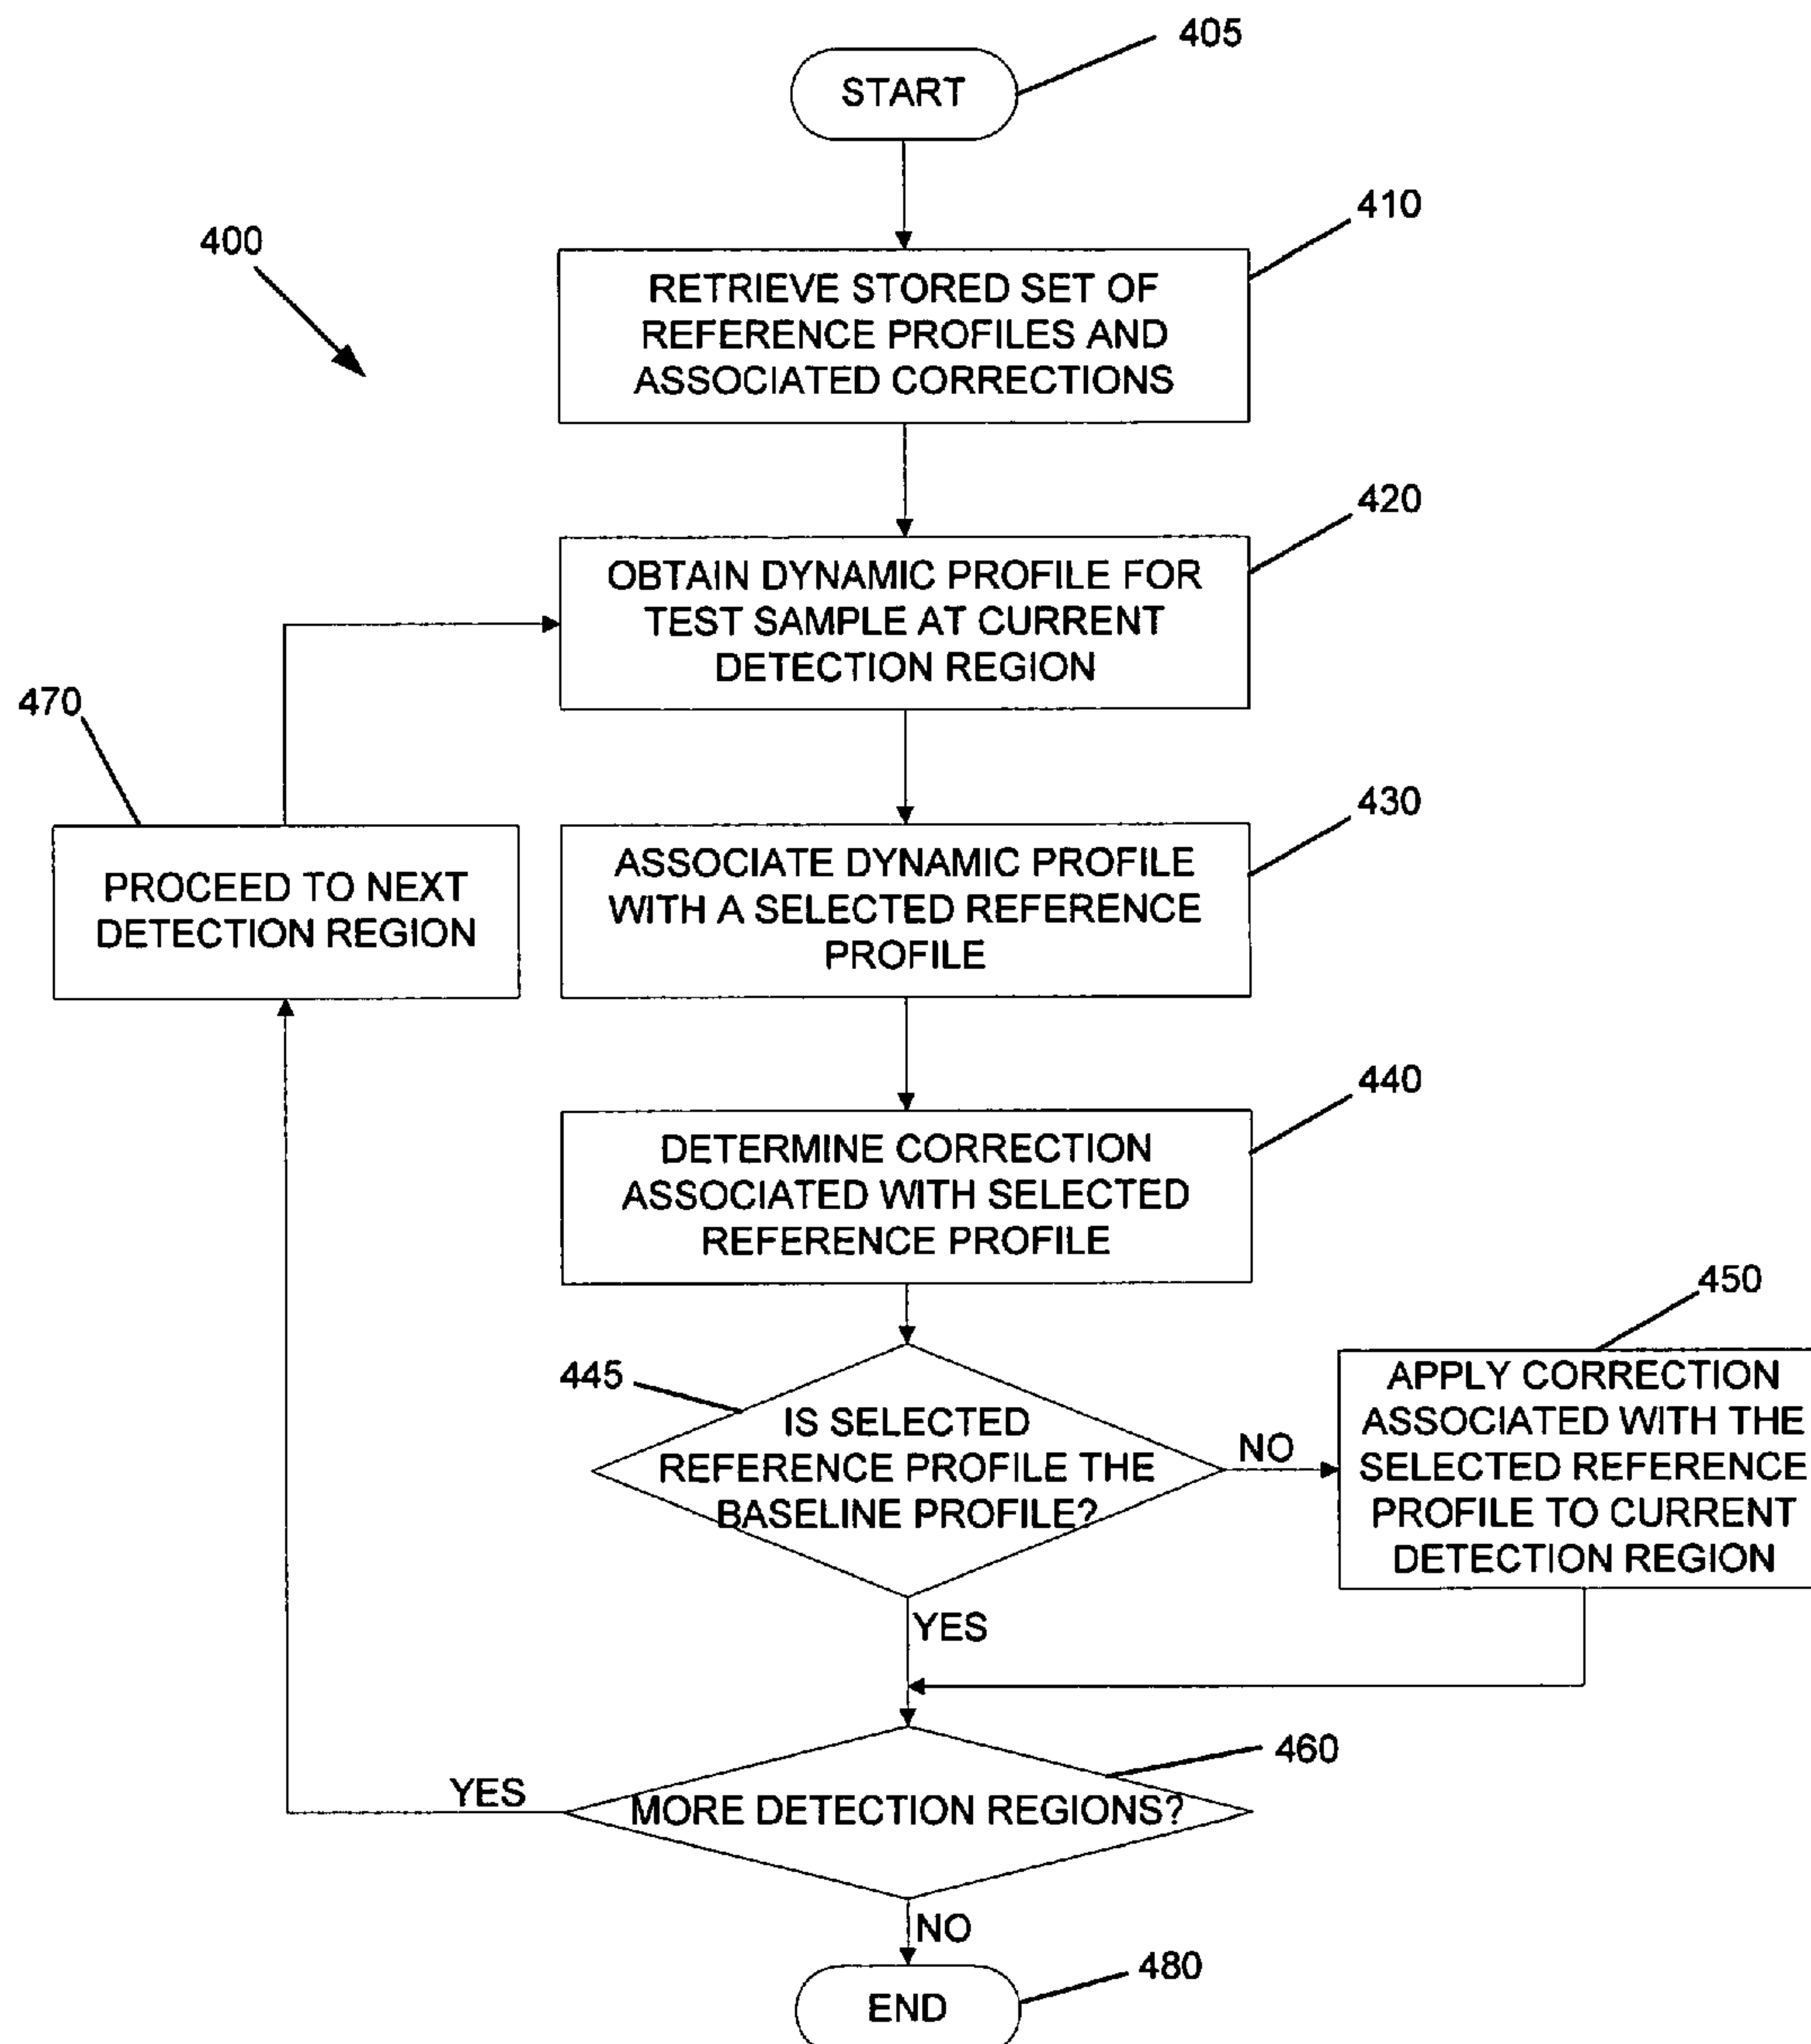 405
START
410
400
RETRIEVE STORED SET OF
REFERENCE PROFILES AND
ASSOCIATED CORRECTIONS
420
OBTAIN DYNAMIC PROFILE FOR
TEST SAMPLE AT CURRENT
DETECTION REGION
470
430
PROCEED TO NEXT
DETECTION REGION
ASSOCIATE DYNAMIC PROFILE
WITH A SELECTED REFERENCE
PROFILE
440
DETERMINE CORRECTION
ASSOCIATED WITH SELECTED
REFERENCE PROFILE
450
445
IS SELECTED
REFERENCE PROFILE THE
BASELINE PROFILE?
NO
APPLY CORRECTION
ASSOCIATED WITH THE
SELECTED REFERENCE
PROFILE TO CURRENT
DETECTION REGION
YES
460
YES
MORE DETECTION REGIONS?
NO
480
END